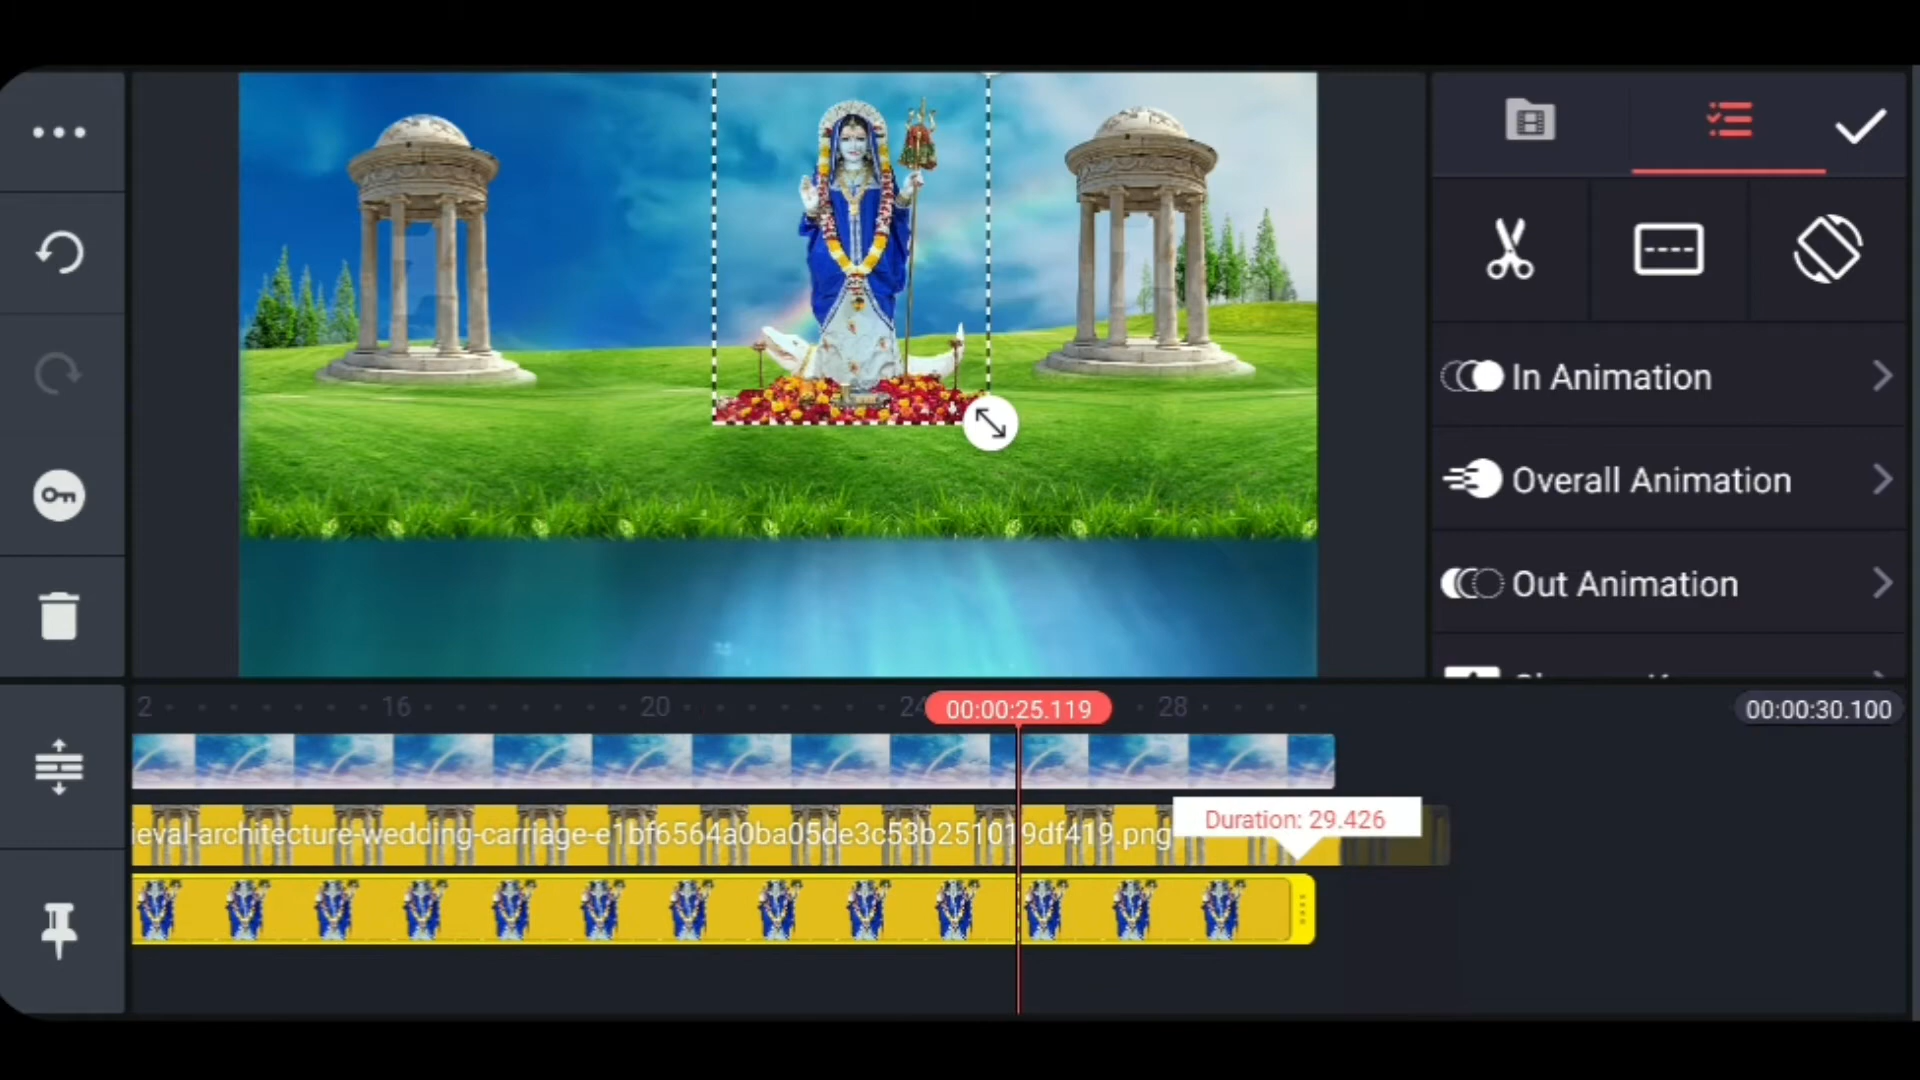 In Animation
Overall Animation
Out Animation
2
16
20
24
00:00:25.119
28
00:00:30.100
Duration: 29.426
ieval-architecture-wedding-carriage-e1bf6564a0ba05de3c53b251019df419.png